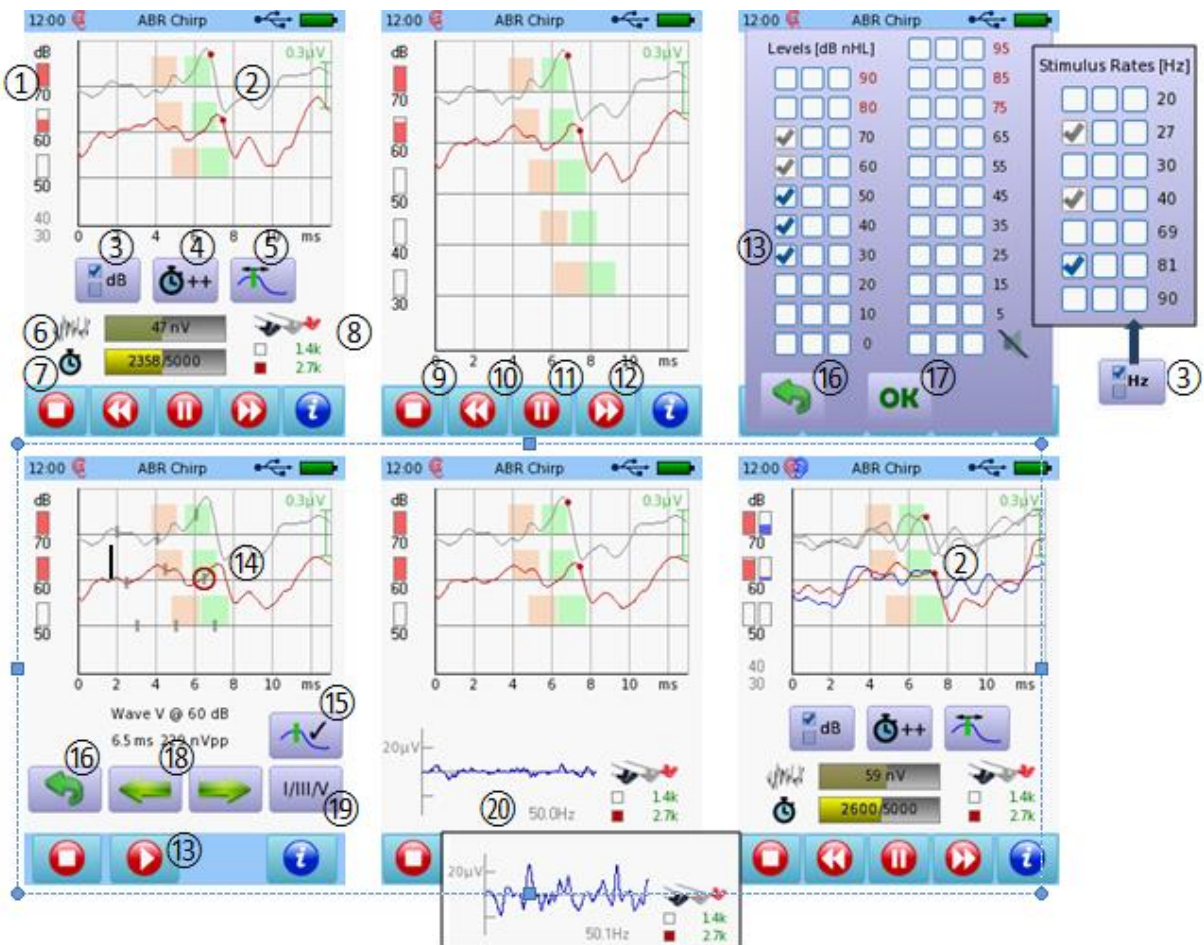 12:00 ABR Chirp
dB
0.3µV
①
②
70
60
50
40
30
0 2 4 6 8 10 ms
③ ④ ⑤
dB
++
⑥
47 nV
⑧
⑦
2358/5000
1.4k
2.7k
12:00 ABR Chirp
dB
0.3µV
70
60
50
40
30
0 2 4 6 8 10 ms
⑨ ⑩ ⑪ ⑫
12:00 ABR Chirp
Levels [dB nHL]
95
90
85
80
75
70
65
60
55
50
45
40
35
⑬
30
25
20
15
10
5
0
⑯
OK ⑰
Stimulus Rates [Hz]
20
27
30
40
69
81
90
Hz ③
12:00 ABR Chirp
dB
0.3µV
70
⑭
60
50
0 2 4 6 8 10 ms
Wave V @ 60 dB
⑮
6.5 ms 220 nVpp
⑯ ⑱
I/III/V
⑲
⑬
12:00 ABR Chirp
dB
0.3µV
70
60
50
0 2 4 6 8 10 ms
20µV
⑳
50.0Hz
1.4k
2.7k
20µV
50.1Hz
1.4k
2.7k
12:00 ABR Chirp
dB
0.3µV
70
②
60
50
40
30
0 2 4 6 8 10 ms
dB
++
59 nV
2600/5000
1.4k
2.7k